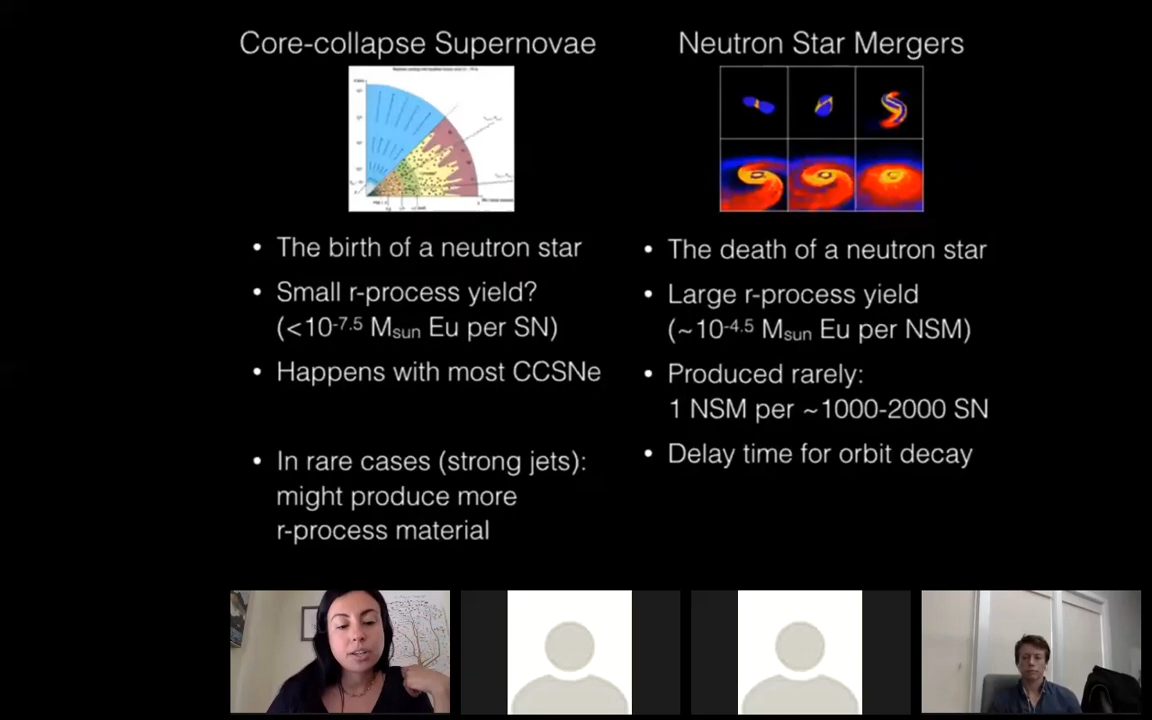 Core-collapse Supernovae
• The birth of a neutron star
• Small r-process yield?
(<10-7.5 Msun Eu per SN)
• Happens with most CCSNe
• In rare cases (strong jets):
might produce more
r-process material
Neutron Star Mergers
• The death of a neutron star
• Large r-process yield
(~10-4.5 Msun Eu per NSM)
• Produced rarely:
1 NSM per ~1000-2000 SN
• Delay time for orbit decay